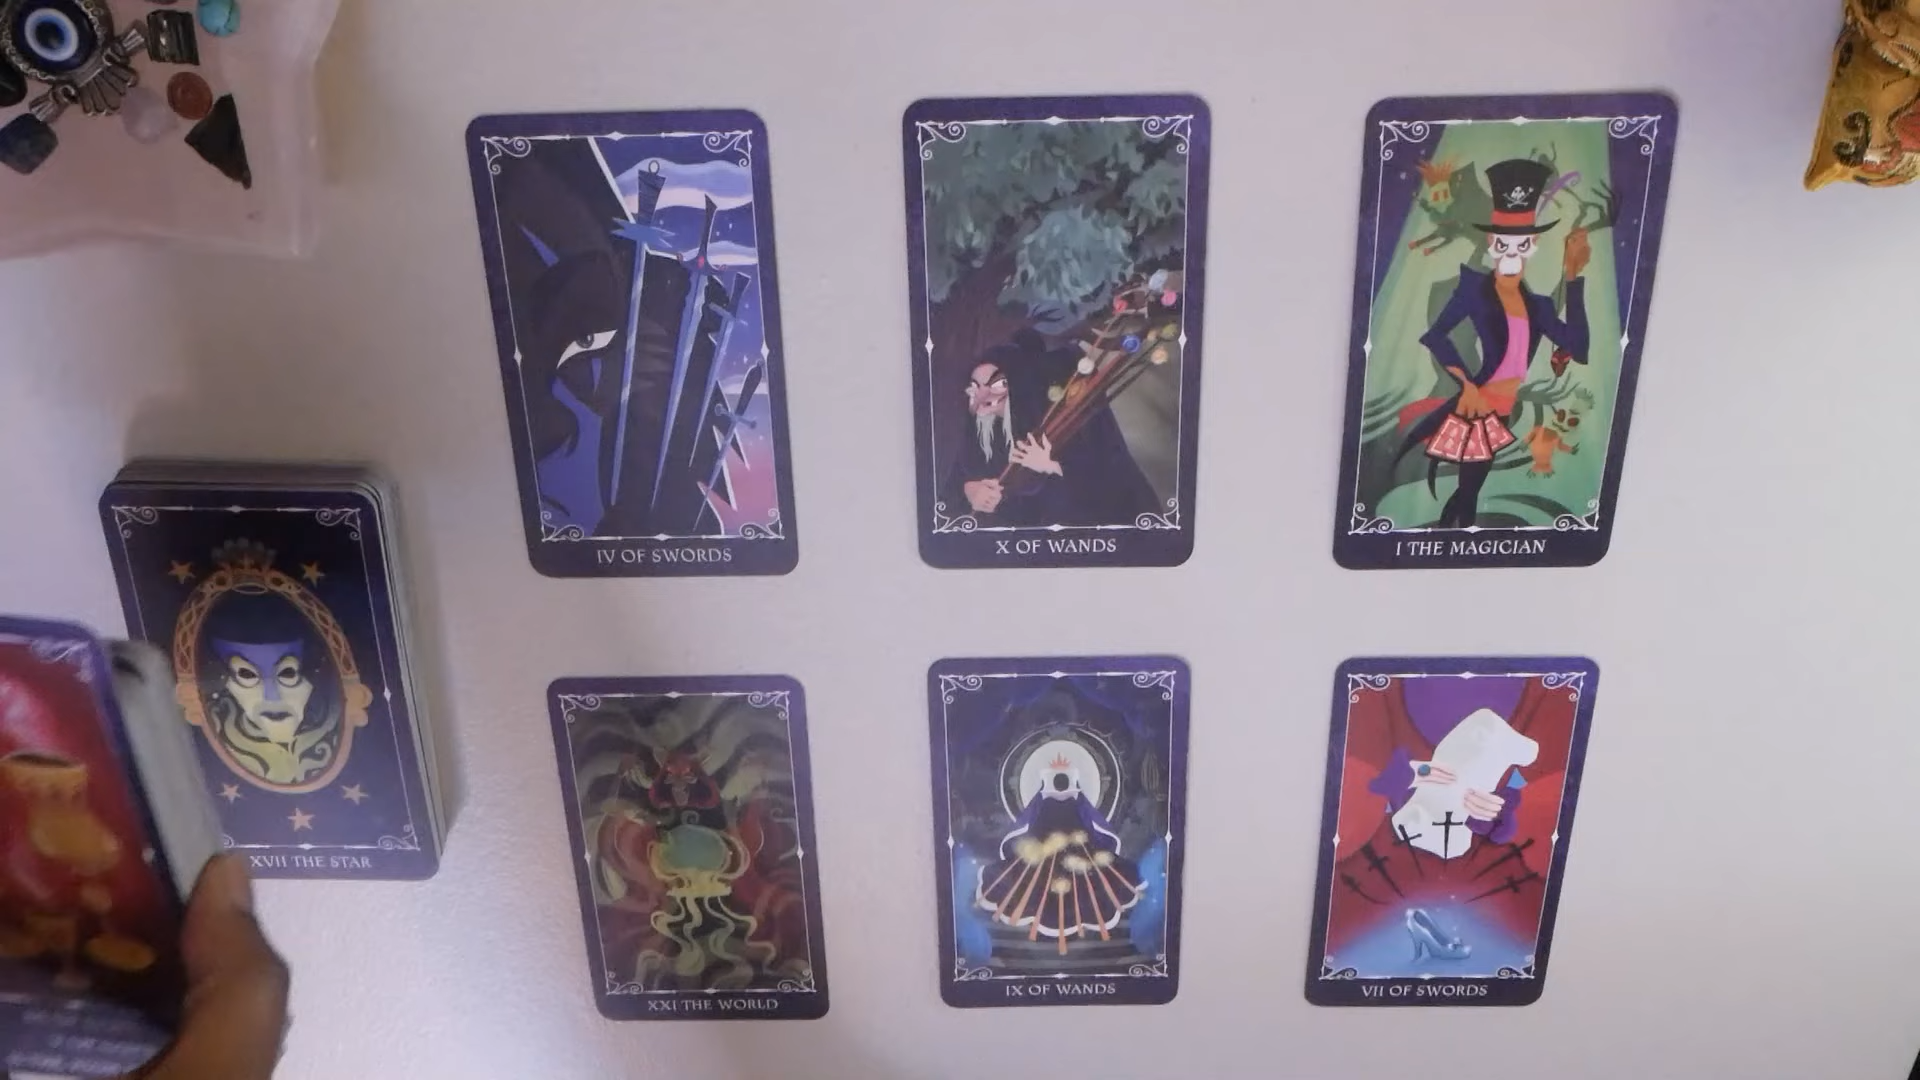 IV OF SWORDS
X OF WANDS
I THE MAGICIAN
XVII THE STAR
XXI THE WORLD
IX OF WANDS
VII OF SWORDS